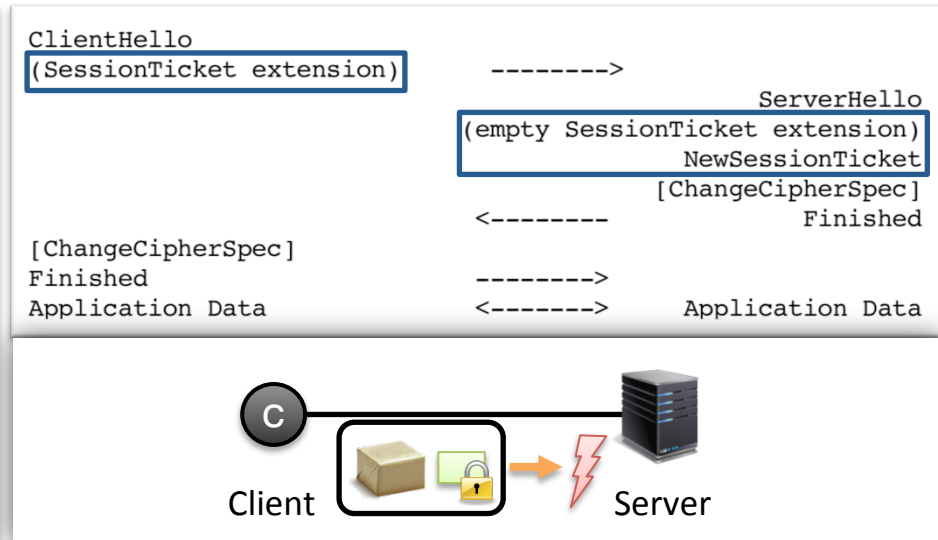 ClientHello
(SessionTicket extension) -------->
ServerHello
(empty SessionTicket extension)
NewSessionTicket
[ChangeCipherSpec]
<-------- Finished
[ChangeCipherSpec]
Finished -------->
Application Data <-------> Application Data
C
Client Server